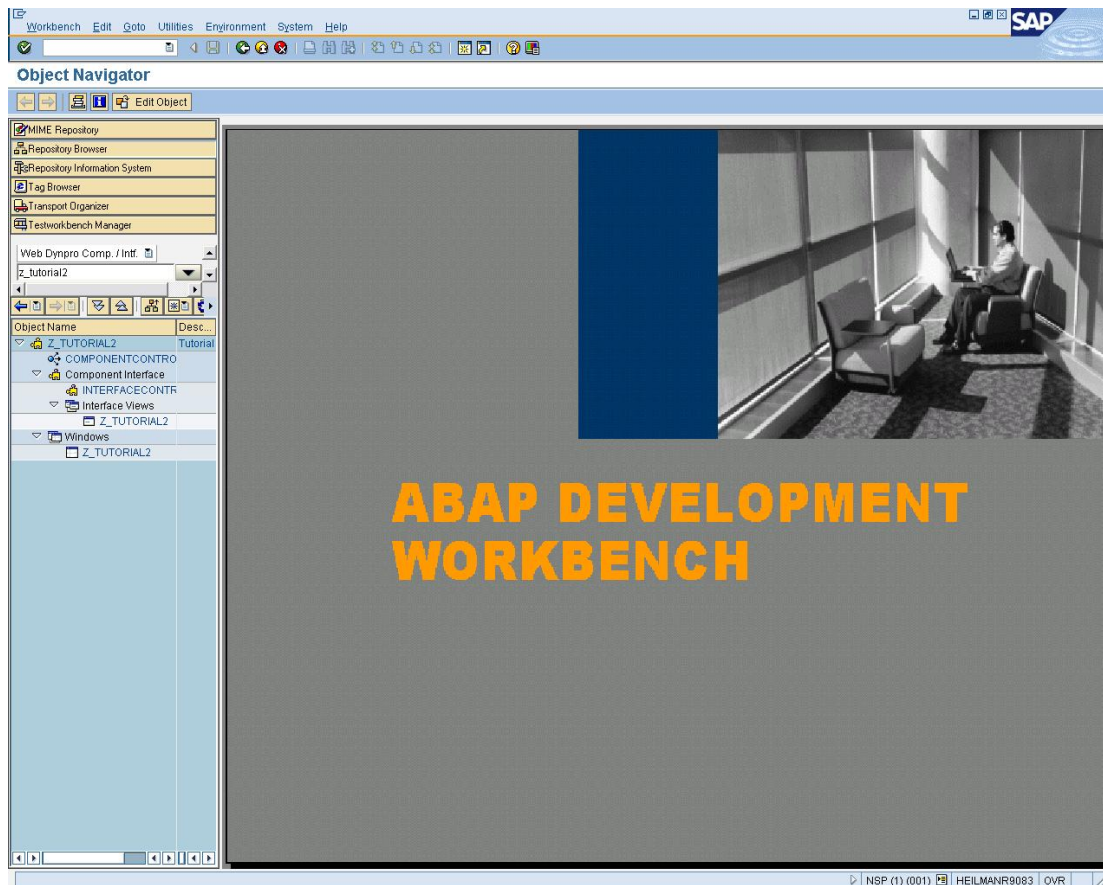 Workbench Edit Goto Utilities Environment System Help
SAP
Object Navigator
Edit Object
MIME Repository
Repository Browser
Repository Information System
Tag Browser
Transport Organizer
Testworkbench Manager
Web Dynpro Comp. / Intf.
z_tutorial2
Object Name Desc...
Z_TUTORIAL2 Tutorial
COMPONENTCONTRO
Component Interface
INTERFACECONTR
Interface Views
Z_TUTORIAL2
Windows
Z_TUTORIAL2
ABAP DEVELOPMENT
WORKBENCH
NSP (1) (001) HEILMANR9083 OVR